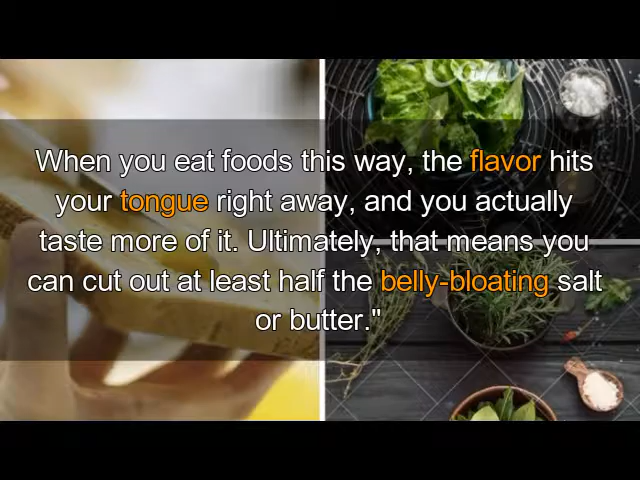 Canva
When you eat foods this way, the flavor hits
your tongue right away, and you actually
taste more of it. Ultimately, that means you
can cut out at least half the belly-bloating salt
or butter."